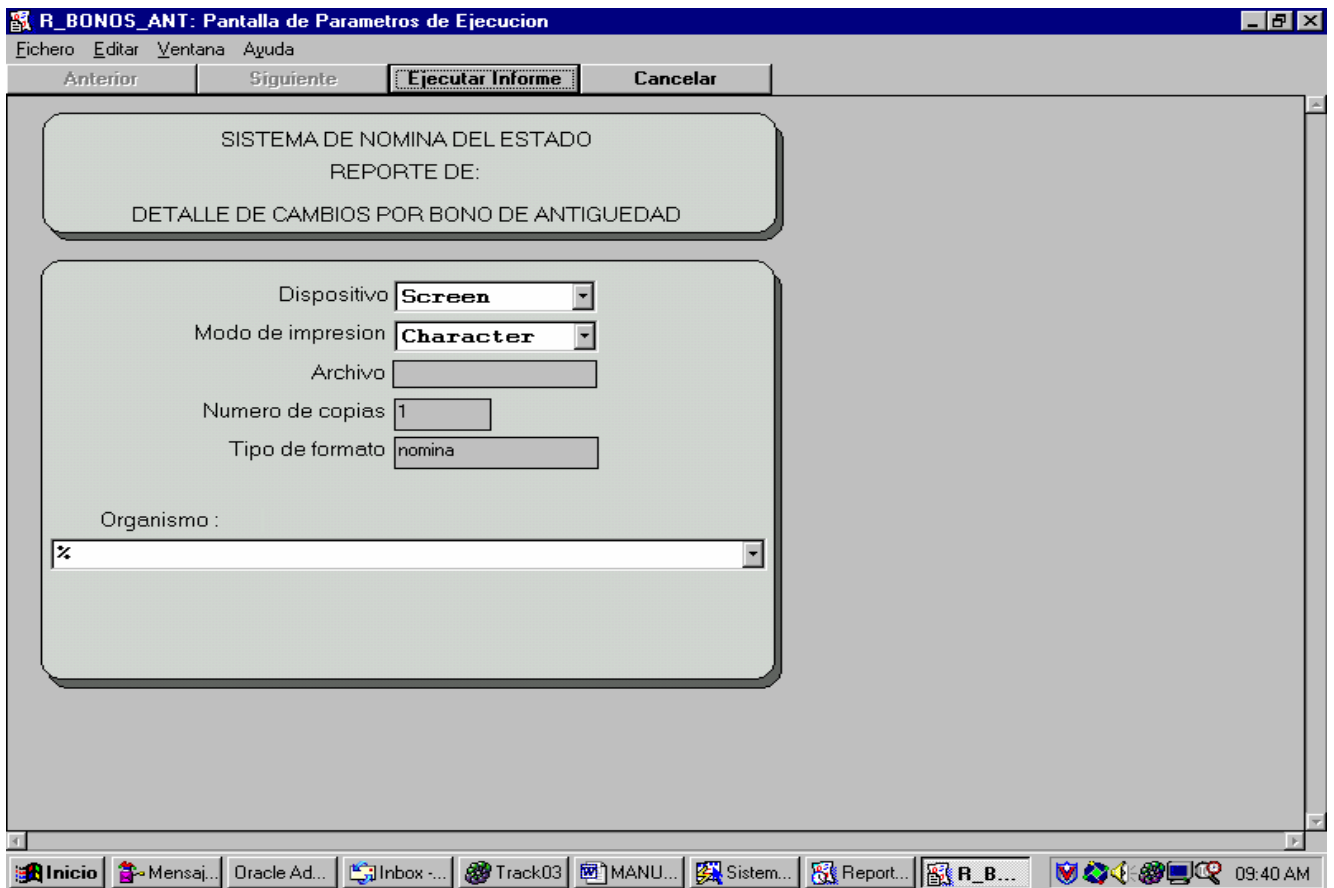 R_BONOS_ANT: Pantalla de Parametros de Ejecucion
Fichero Editar Ventana Ayuda
Anterior Siguiente Ejecutar Informe Cancelar
SISTEMA DE NOMINA DEL ESTADO
REPORTE DE:
DETALLE DE CAMBIOS POR BONO DE ANTIGUEDAD
Dispositivo Screen
Modo de impresion Character
Archivo
Numero de copias 1
Tipo de formato nomina
Organismo :
%
Inicio Mensaj... Oracle Ad... Inbox -... Track03 MANU... Sistem... Report... R_B... 09:40 AM